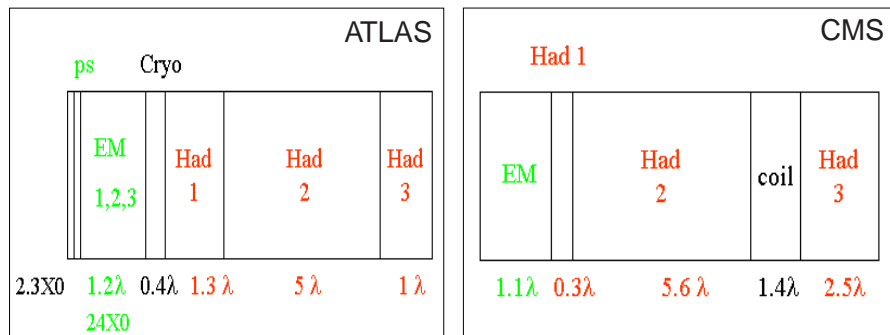 ATLAS
ps Cryo
EM
1,2,3
Had
1
Had
2
Had
3
2.3X0 1.2λ 0.4λ 1.3 λ 5 λ 1 λ
24X0
CMS
Had 1
EM
Had
2
coil
Had
3
1.1λ 0.3λ 5.6 λ 1.4λ 2.5λ